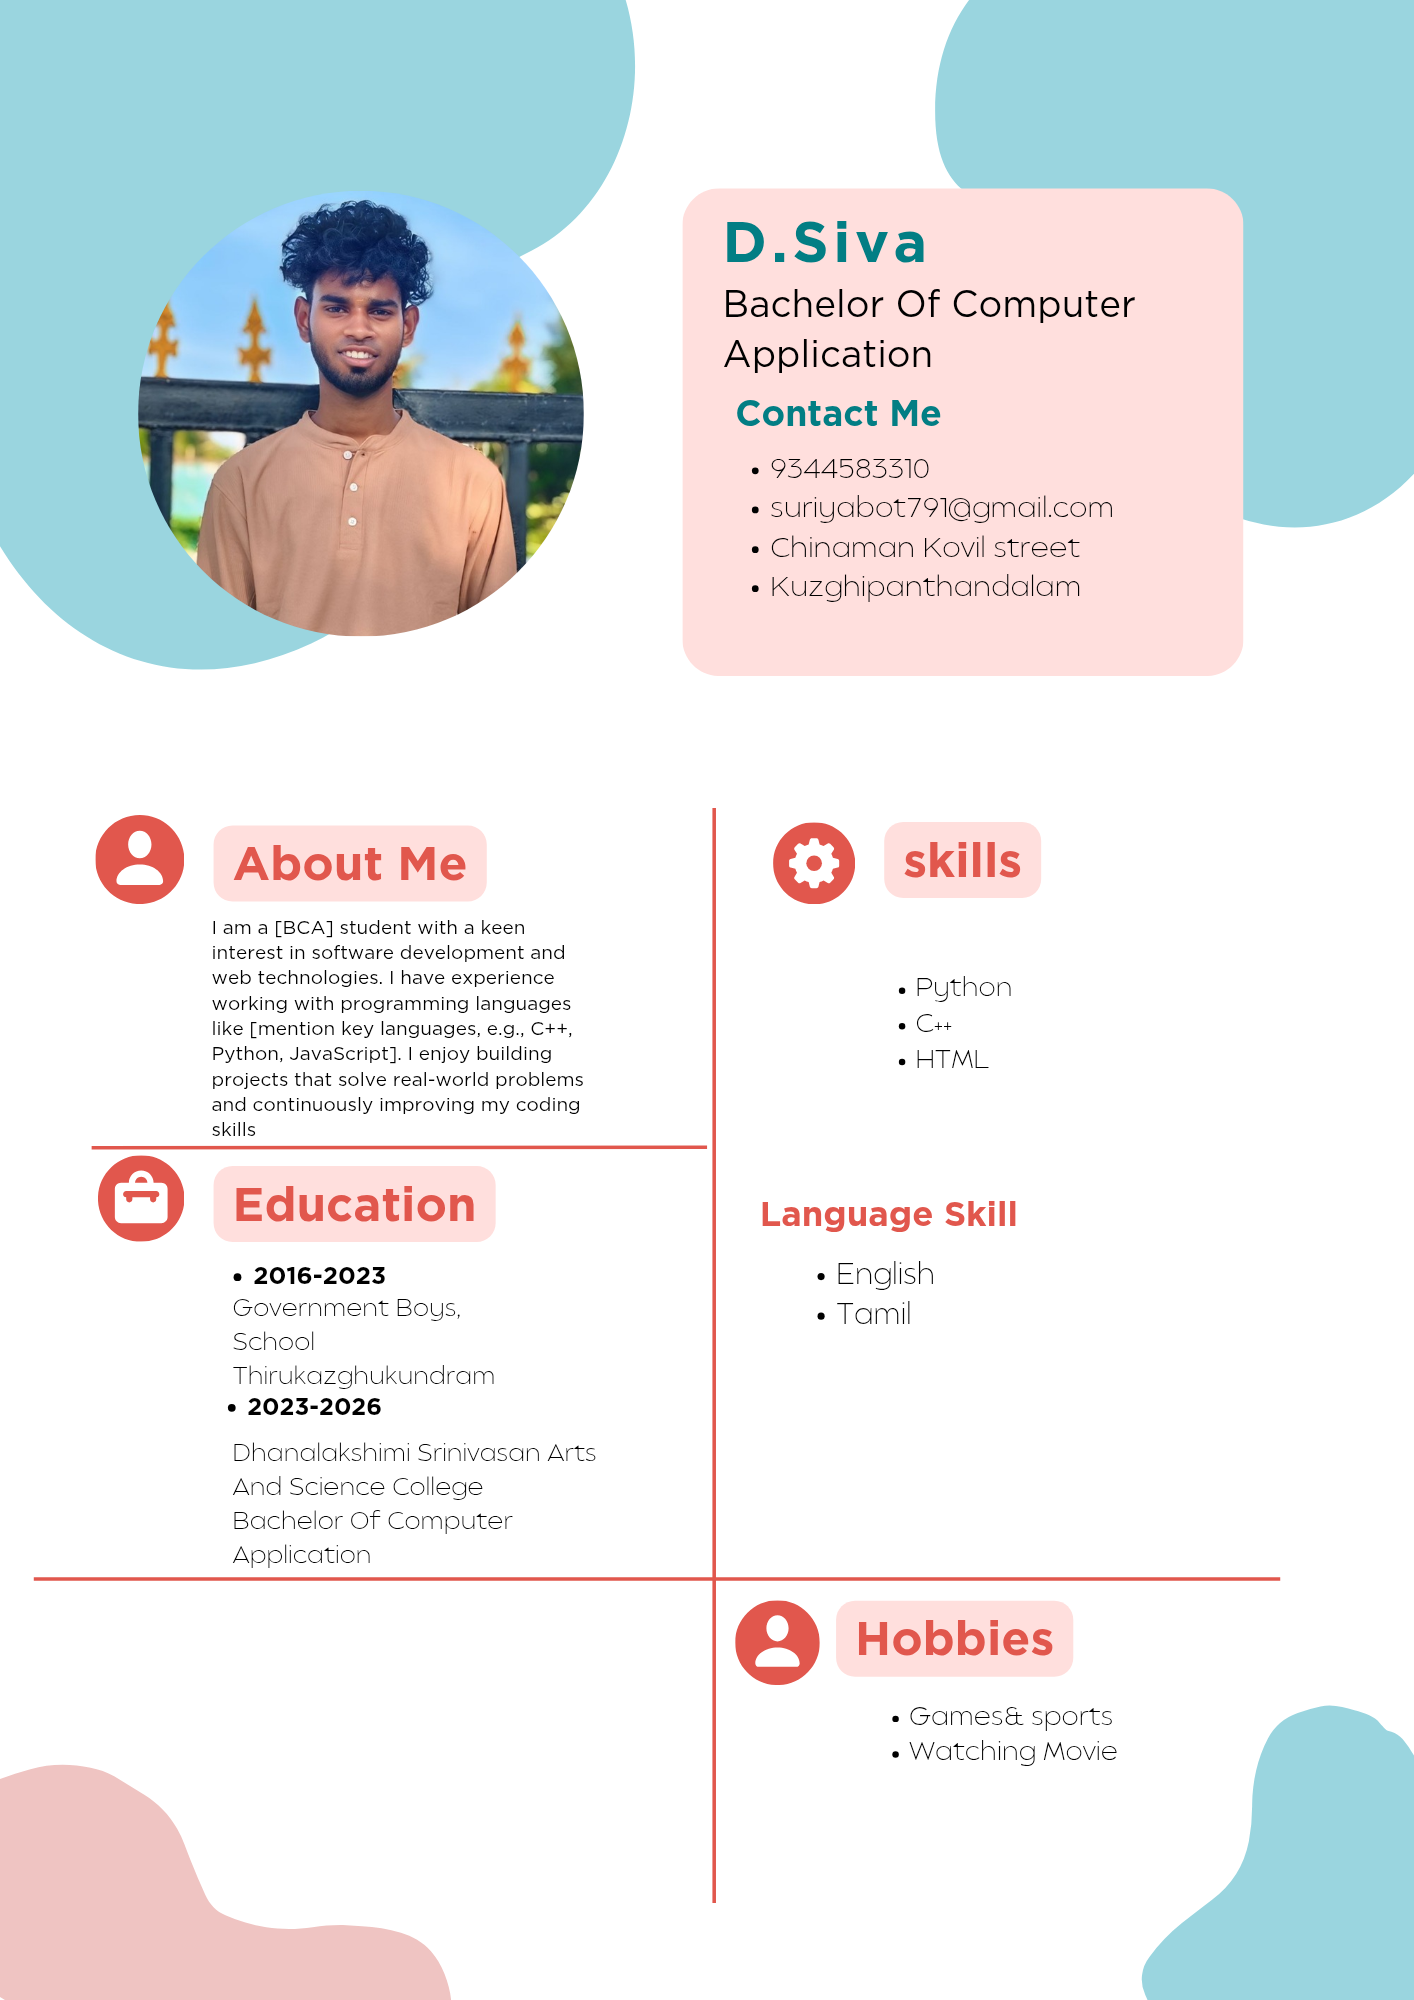 D.Siva
Bachelor Of Computer
Application
Contact Me
• 9344583310
• suriyabot791@gmail.com
• Chinaman Kovil street
• Kuzghipanthandalam
About Me
I am a [BCA] student with a keen
interest in software development and
web technologies. I have experience
working with programming languages
like [mention key languages, e.g., C++,
Python, JavaScript]. I enjoy building
projects that solve real-world problems
and continuously improving my coding
skills
Education
• 2016-2023
Government Boys,
School
Thirukazghukundram
• 2023-2026
Dhanalakshimi Srinivasan Arts
And Science College
Bachelor Of Computer
Application
skills
• Python
• C++
• HTML
Language Skill
• English
• Tamil
Hobbies
• Games& sports
• Watching Movie